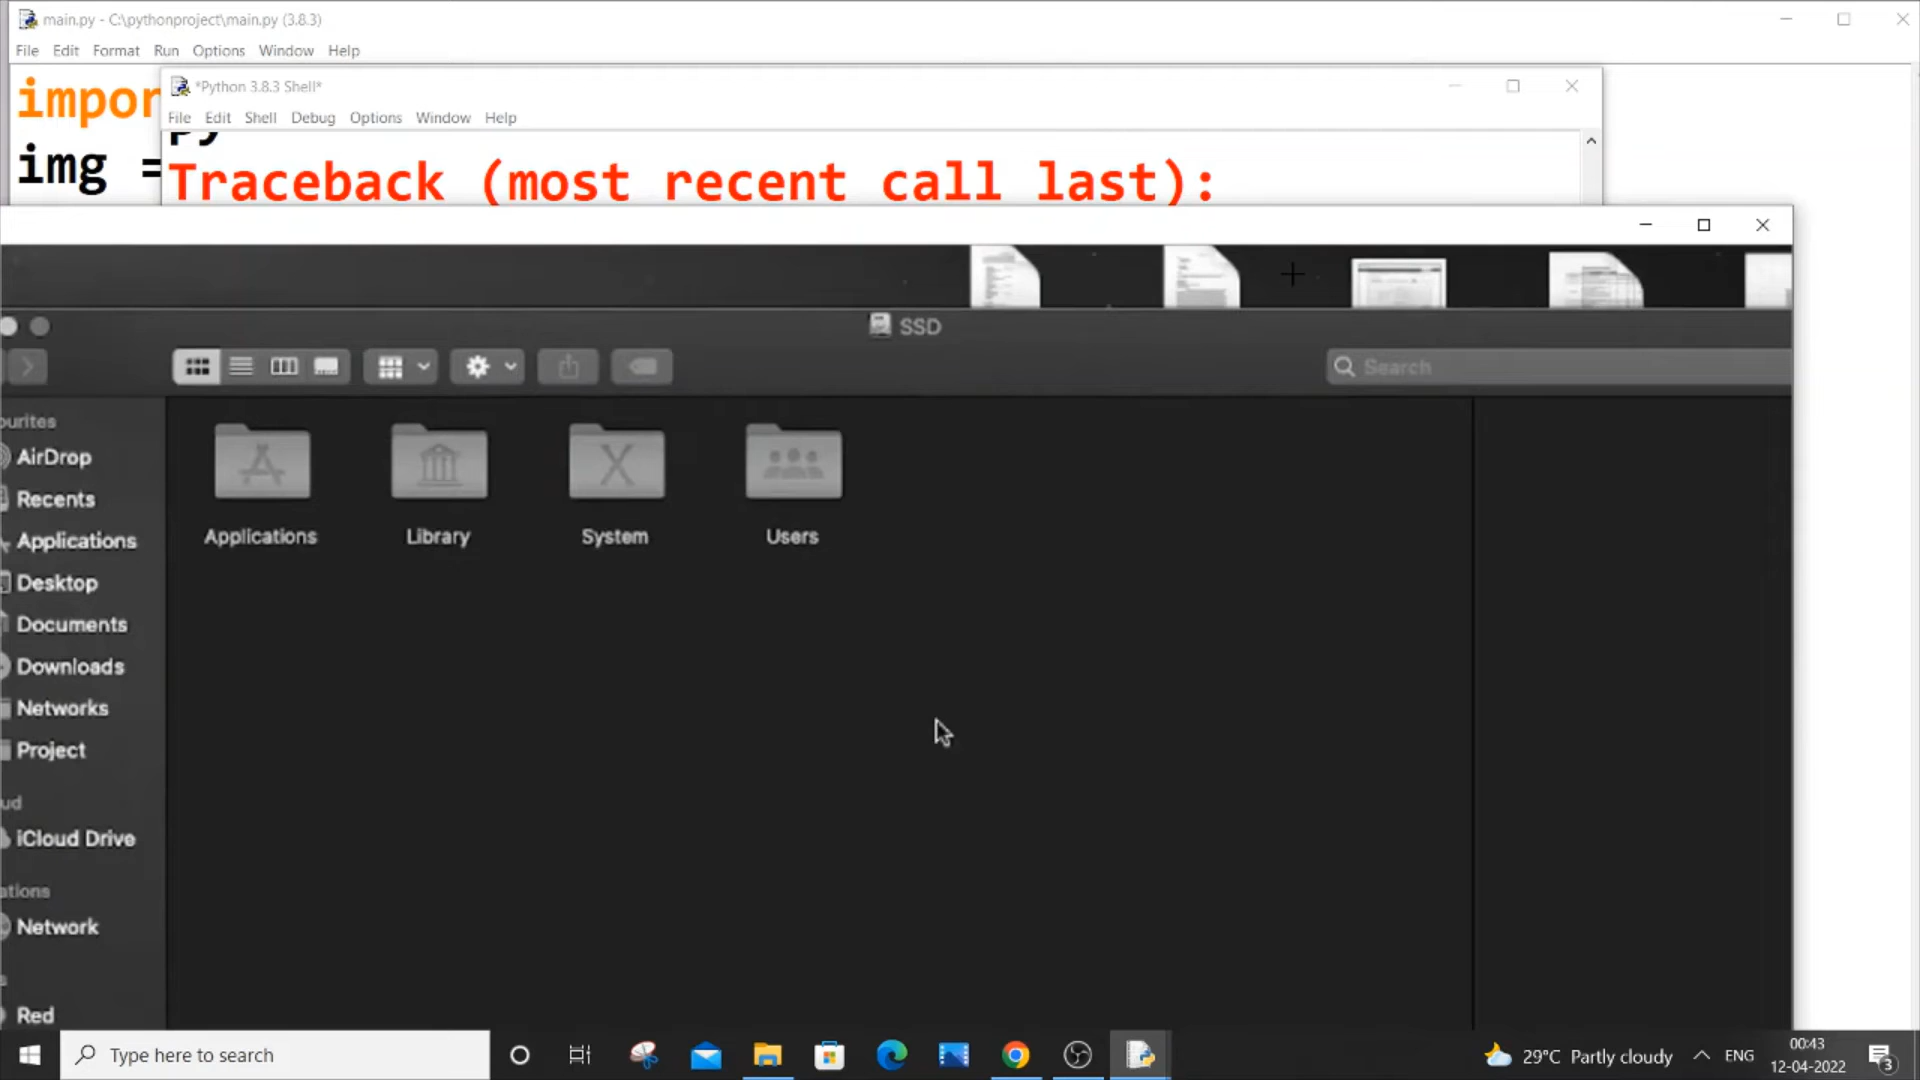 main.py - C:\pythonproject\main.py (3.8.3)
File Edit Format Run Options Window Help
impor
img =
*Python 3.8.3 Shell*
File Edit Shell Debug Options Window Help
py
Traceback (most recent call last):
SSD
Search
ourites
AirDrop
Recents
Applications
Desktop
Documents
Downloads
Networks
Project
ud
iCloud Drive
ations
Network
s
Red
Applications Library System Users
Type here to search
29°C Partly cloudy
ENG
00:43
12-04-2022
3